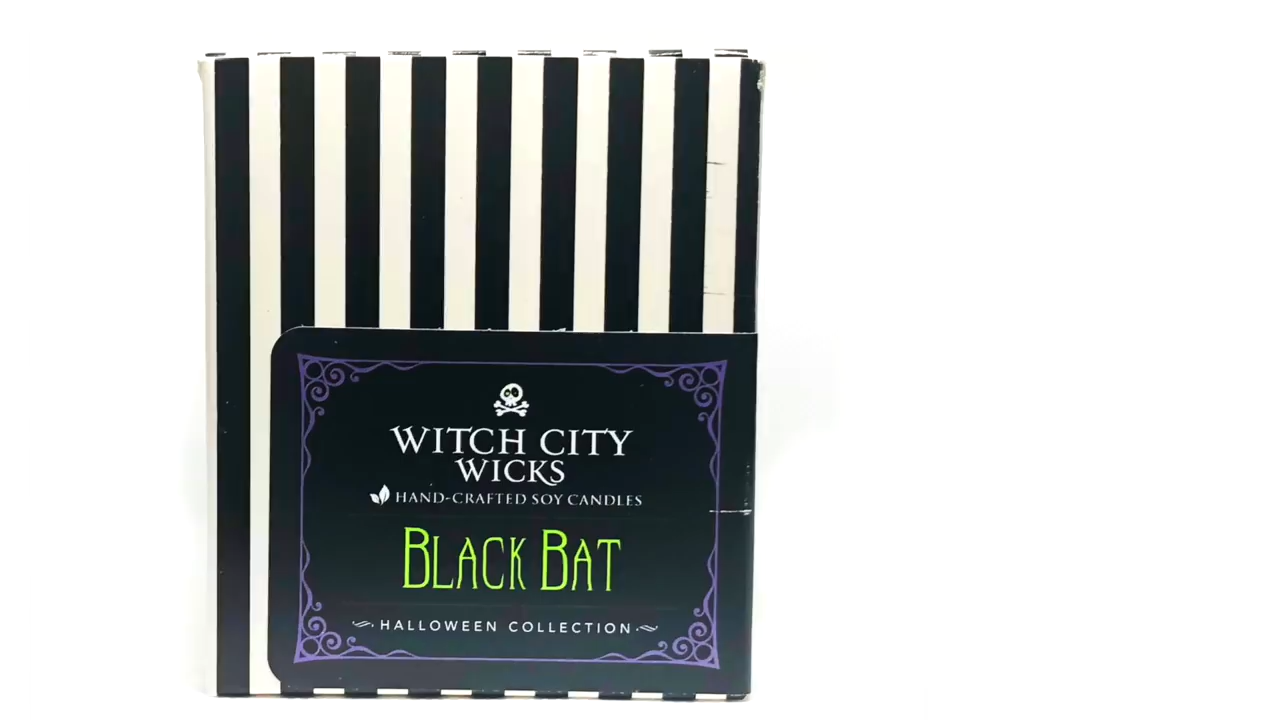 WITCH CITY
WICKS
HAND-CRAFTED SOY CANDLES
BLACK BAT
HALLOWEEN COLLECTION